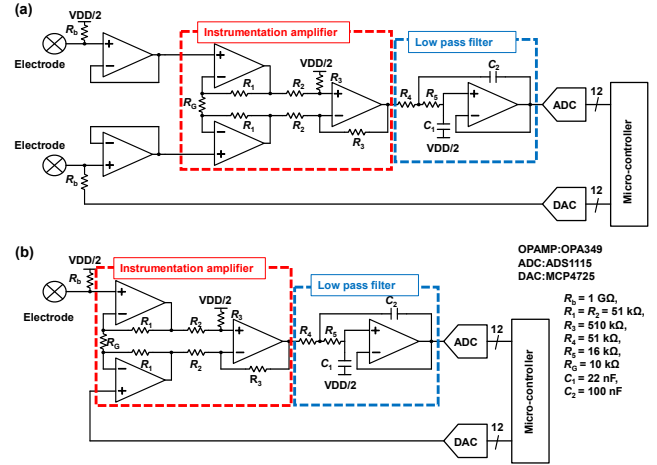 (a)
VDD/2
Rb
Electrode
Instrumentation amplifier
R1
R2
RG
R1
R2
VDD/2
R3
R3
Low pass filter
C2
R4
R5
C1
VDD/2
ADC
12
Micro-controller
Electrode
Rb
DAC
12
(b)
VDD/2
Rb
Electrode
Instrumentation amplifier
R1
R2
RG
R1
R2
VDD/2
R3
R3
Low pass filter
C2
R4
R5
C1
VDD/2
ADC
12
Micro-controller
DAC
12
OPAMP:OPA349
ADC:ADS1115
DAC:MCP4725
Rb = 1 GΩ,
R1 = R2 = 51 kΩ,
R3 = 510 kΩ,
R4 = 51 kΩ,
R5 = 16 kΩ,
RG = 10 kΩ
C1 = 22 nF,
C2 = 100 nF